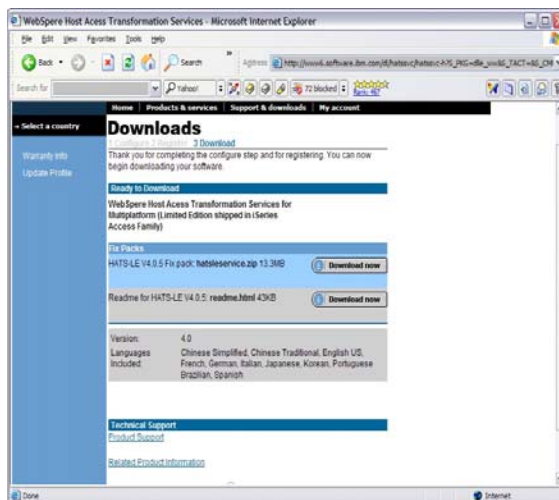 WebSpere Host Acess Transformation Services - Microsoft Internet Explorer
File Edit View Favorites Tools Help
Back Search Address
Search for Yahoo! 72 blocked
Home | Products & services | Support & downloads | My account
Select a country
Warranty info
Update Profile
Downloads
1 Configure 2 Register 3 Download
Thank you for completing the configure step and for registering. You can now
begin downloading your software.
Ready to Download
WebSpere Host Acess Transformation Services for
Multiplatform (Limited Edition shipped in iSeries
Access Family)
Fix Packs
HATS-LE V4.0.5 Fix pack: hatsleservice.zip 13.3MB Download now
Readme for HATS-LE V4.0.5: readme.html 43KB Download now
Version: 4.0
Languages Chinese Simplified, Chinese Traditional, English US,
Included: French, German, Italian, Japanese, Korean, Portuguese
Brazilian, Spanish
Technical Support
Product Support
Related Product Information
Done Internet